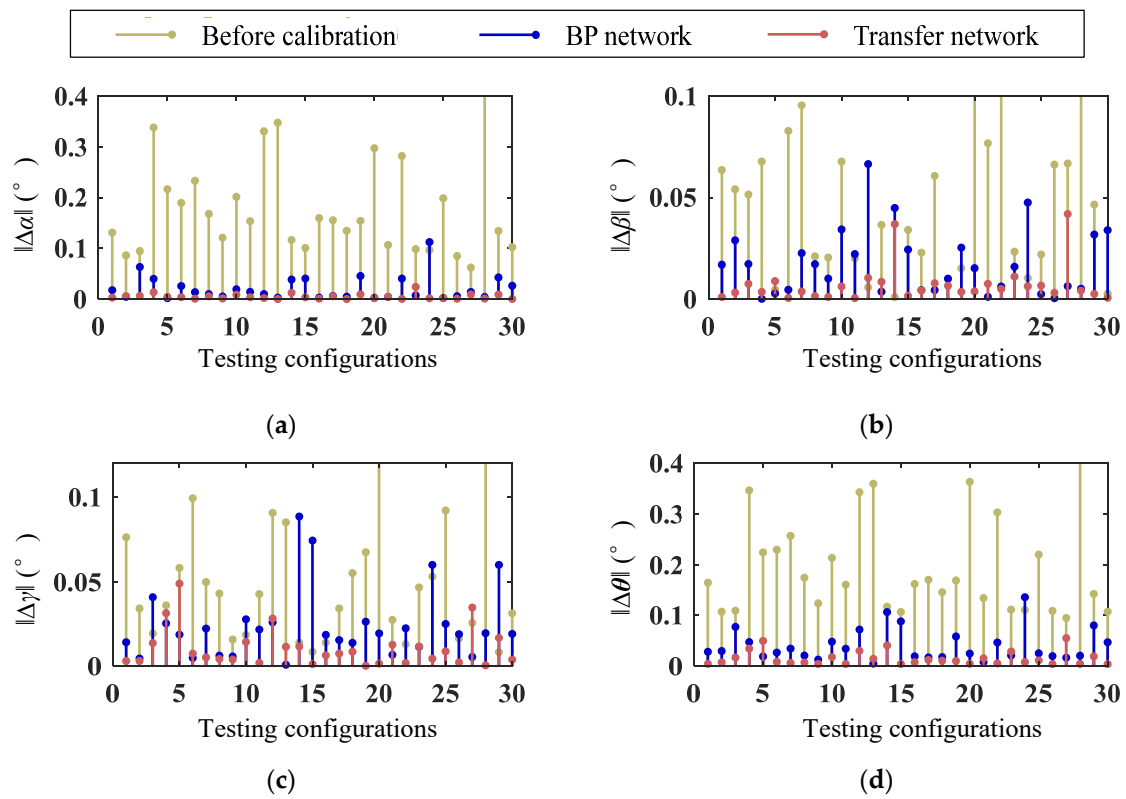 Before calibration BP network Transfer network
0.4 0.3 0.2 0.1 0
‖Δα‖ (°)
0 5 10 15 20 25 30
Testing configurations
(a)
0.1 0.05 0
‖Δβ‖ (°)
0 5 10 15 20 25 30
Testing configurations
(b)
0.1 0.05 0
‖Δγ‖ (°)
0 5 10 15 20 25 30
Testing configurations
(c)
0.4 0.3 0.2 0.1 0
‖Δθ‖ (°)
0 5 10 15 20 25 30
Testing configurations
(d)